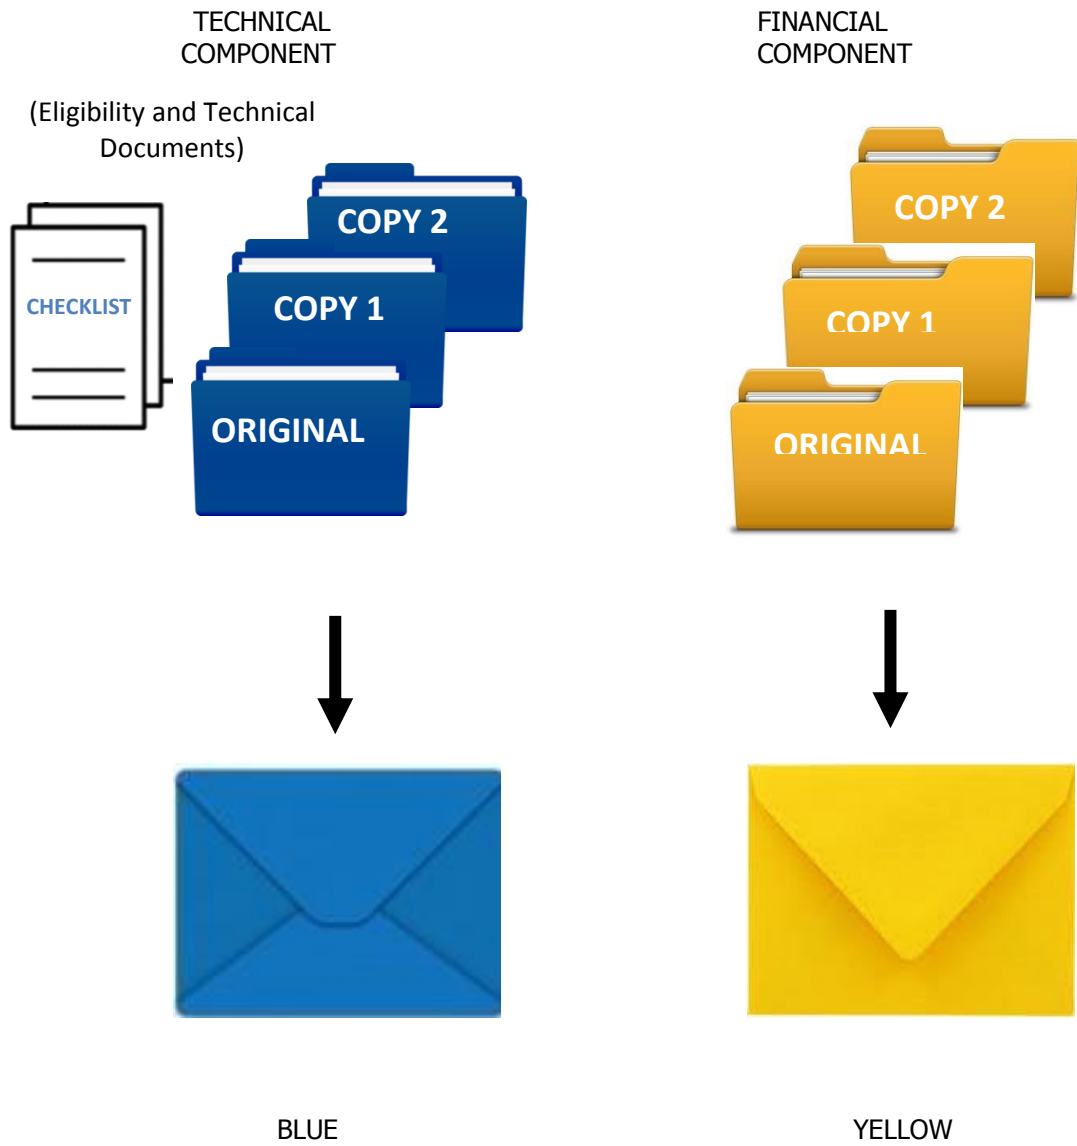 TECHNICAL
COMPONENT
(Eligibility and Technical
Documents)
CHECKLIST
COPY 2
COPY 1
ORIGINAL
FINANCIAL
COMPONENT
COPY 2
COPY 1
ORIGINAL
BLUE
YELLOW